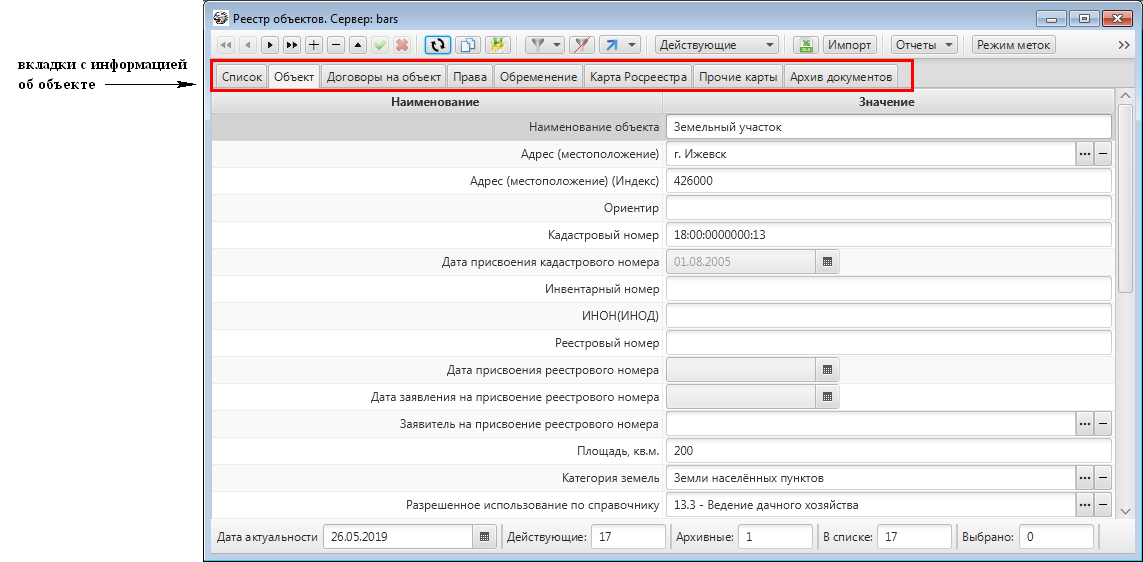 вкладки с информацией
об объекте
Реестр объектов. Сервер: bars
Действующие Импорт Отчеты Режим меток
Список Объект Договоры на объект Права Обременение Карта Росреестра Прочие карты Архив документов
Наименование Значение
Наименование объекта Земельный участок
Адрес (местоположение) г. Ижевск
Адрес (местоположение) (Индекс) 426000
Ориентир
Кадастровый номер 18:00:0000000:13
Дата присвоения кадастрового номера 01.08.2005
Инвентарный номер
ИНОН(ИНОД)
Реестровый номер
Дата присвоения реестрового номера
Дата заявления на присвоение реестрового номера
Заявитель на присвоение реестрового номера
Площадь, кв.м. 200
Категория земель Земли населённых пунктов
Разрешенное использование по справочнику 13.3 - Ведение дачного хозяйства
Дата актуальности 26.05.2019 Действующие: 17 Архивные: 1 В списке: 17 Выбрано: 0